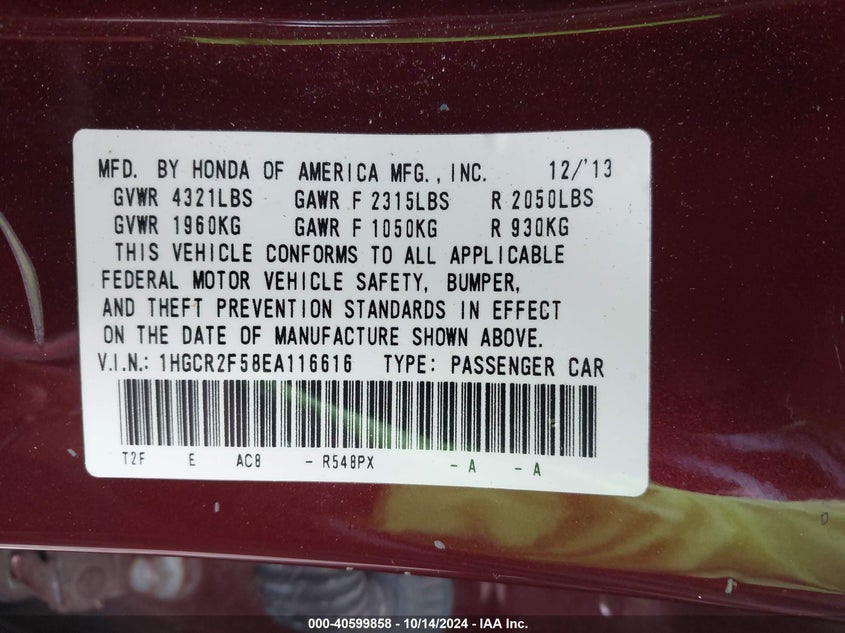 MFD. BY HONDA OF AMERICA MFG., INC. 12/'13
GVWR 4321LBS GAWR F 2315LBS R 2050LBS
GVWR 1960KG GAWR F 1050KG R 930KG
THIS VEHICLE CONFORMS TO ALL APPLICABLE
FEDERAL MOTOR VEHICLE SAFETY, BUMPER,
AND THEFT PREVENTION STANDARDS IN EFFECT
ON THE DATE OF MANUFACTURE SHOWN ABOVE.
V.I.N.: 1HGCR2F58EA116616 TYPE: PASSENGER CAR
T2F E AC8 - R548PX - A - A
000-40599858 - 10/14/2024 - IAA Inc.